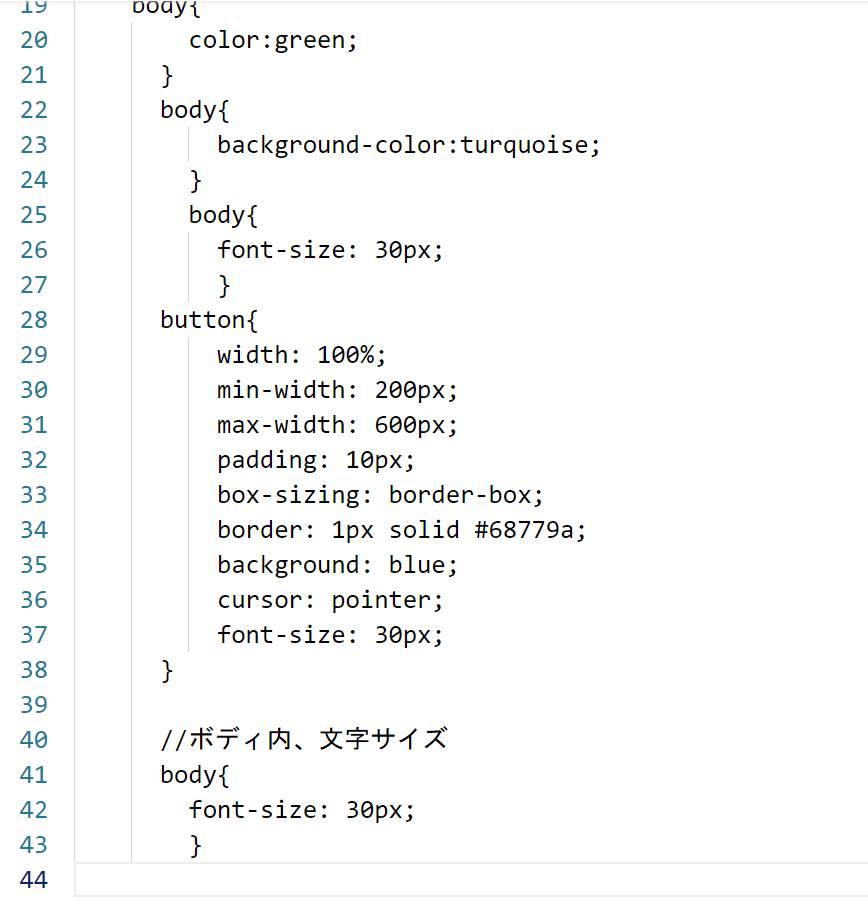 19 body{
20 color:green;
21 }
22 body{
23 background-color:turquoise;
24 }
25 body{
26 font-size: 30px;
27 }
28 button{
29 width: 100%;
30 min-width: 200px;
31 max-width: 600px;
32 padding: 10px;
33 box-sizing: border-box;
34 border: 1px solid #68779a;
35 background: blue;
36 cursor: pointer;
37 font-size: 30px;
38 }
39
40 //ボディ内、文字サイズ
41 body{
42 font-size: 30px;
43 }
44